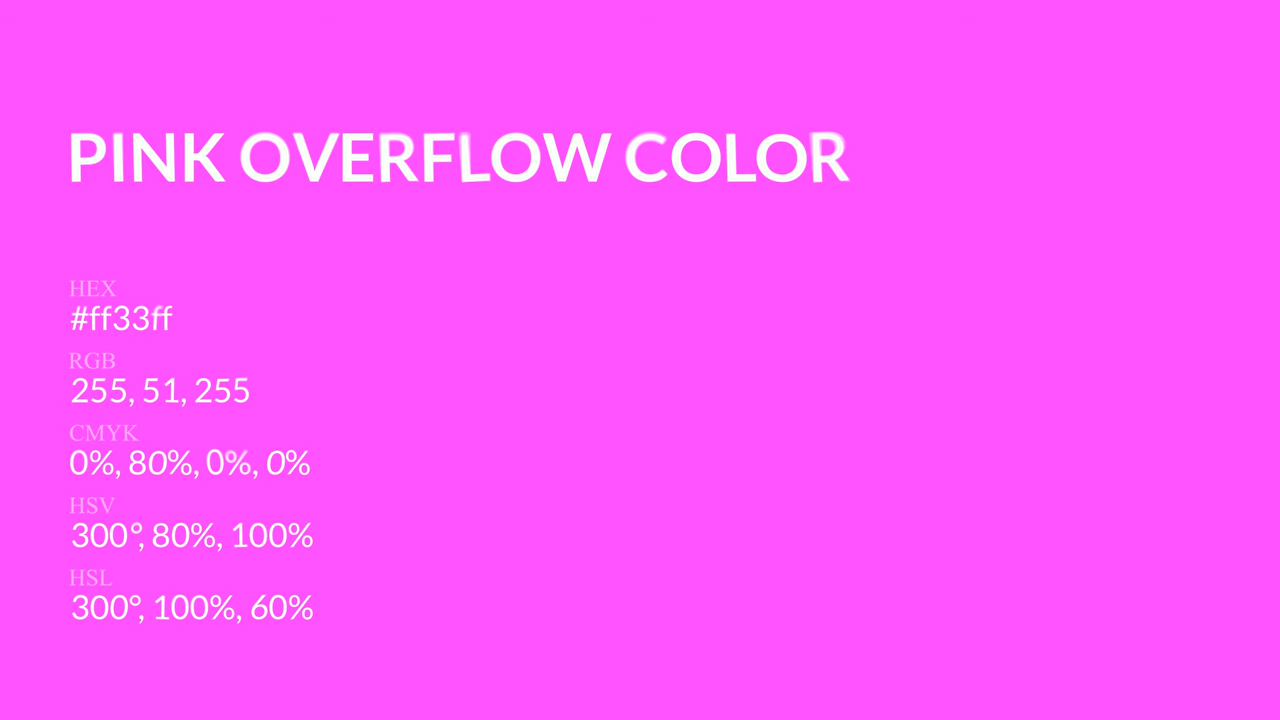 PINK OVERFLOW COLOR
HEX
#ff33ff
RGB
255, 51, 255
CMYK
0%, 80%, 0%, 0%
HSV
300°, 80%, 100%
HSL
300°, 100%, 60%